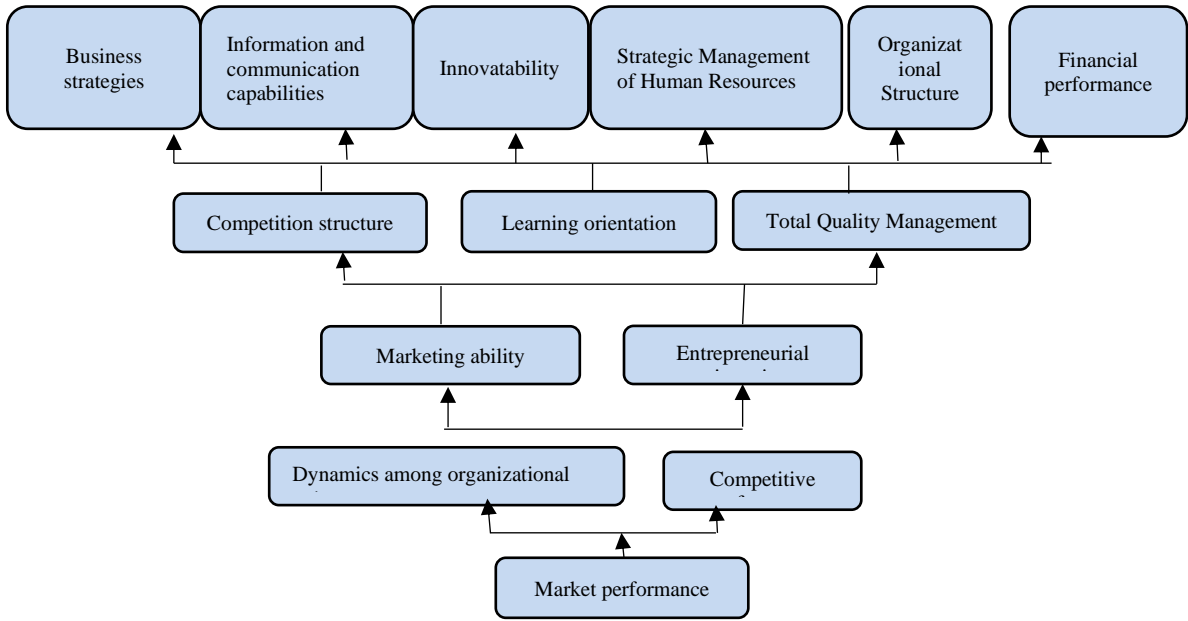 Business
strategies
Information and
communication
capabilities
Innovatability
Strategic Management
of Human Resources
Organizat
ional
Structure
Financial
performance
Competition structure
Learning orientation
Total Quality Management
Marketing ability
Entrepreneurial
Dynamics among organizational
Competitive
Market performance